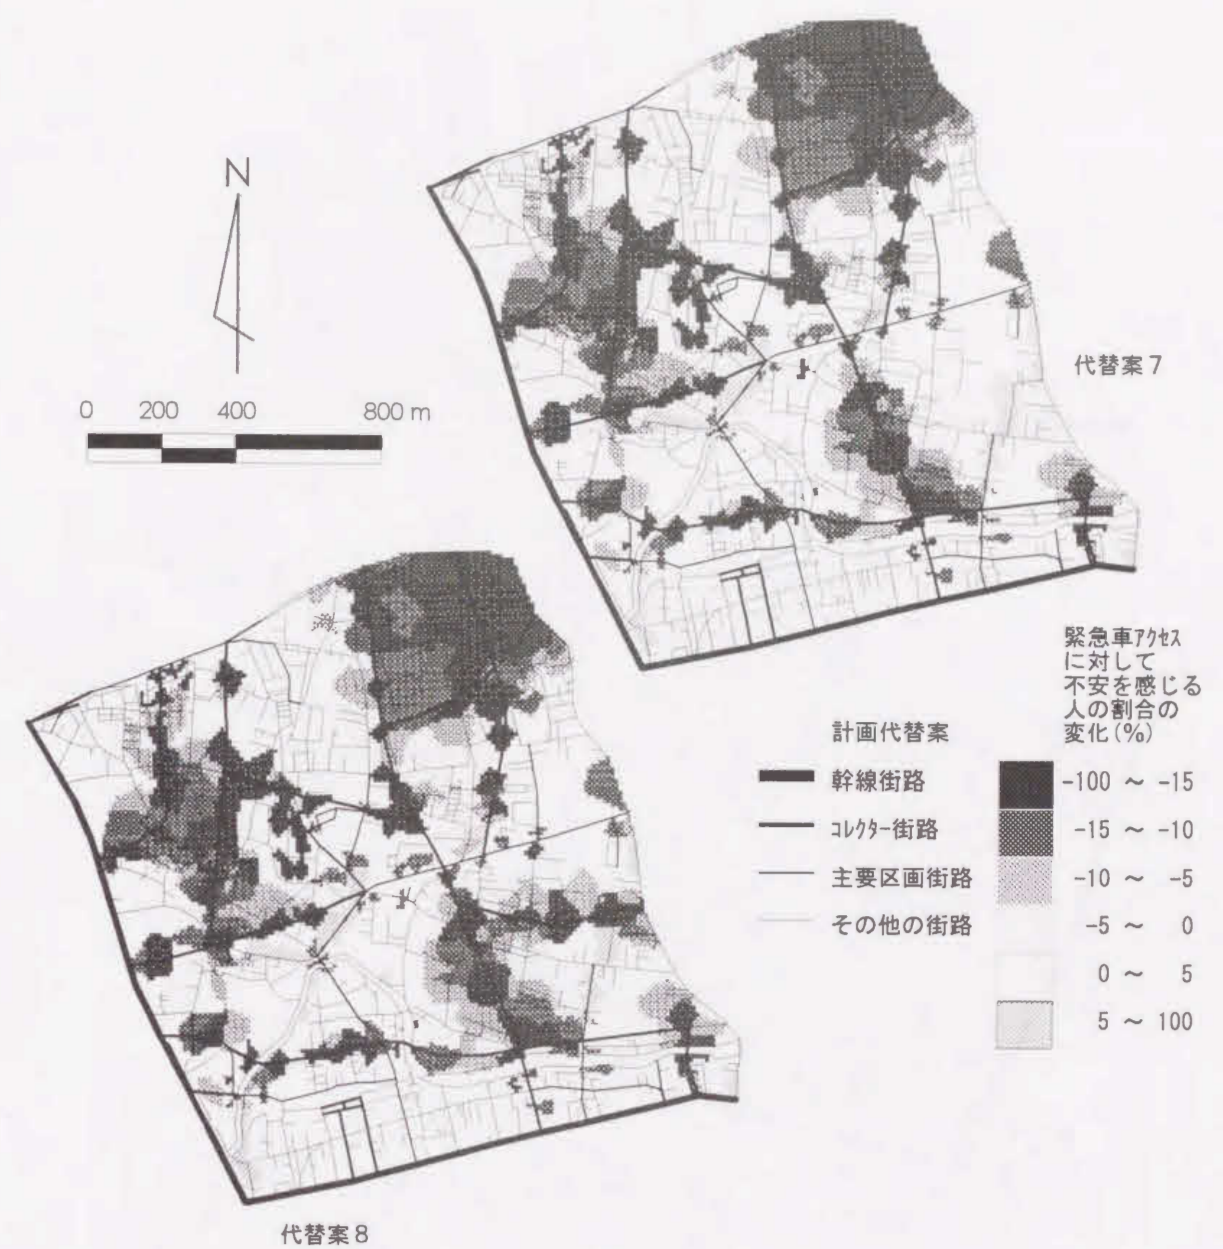 N
0 200 400 800 m
代替案7
代替案8
計画代替案
幹線街路
コレクター街路
主要区画街路
その他の街路
緊急車アクセス
に対して
不安を感じる
人の割合の
変化(%)
-100 ～ -15
-15 ～ -10
-10 ～ -5
-5 ～ 0
0 ～ 5
5 ～ 100